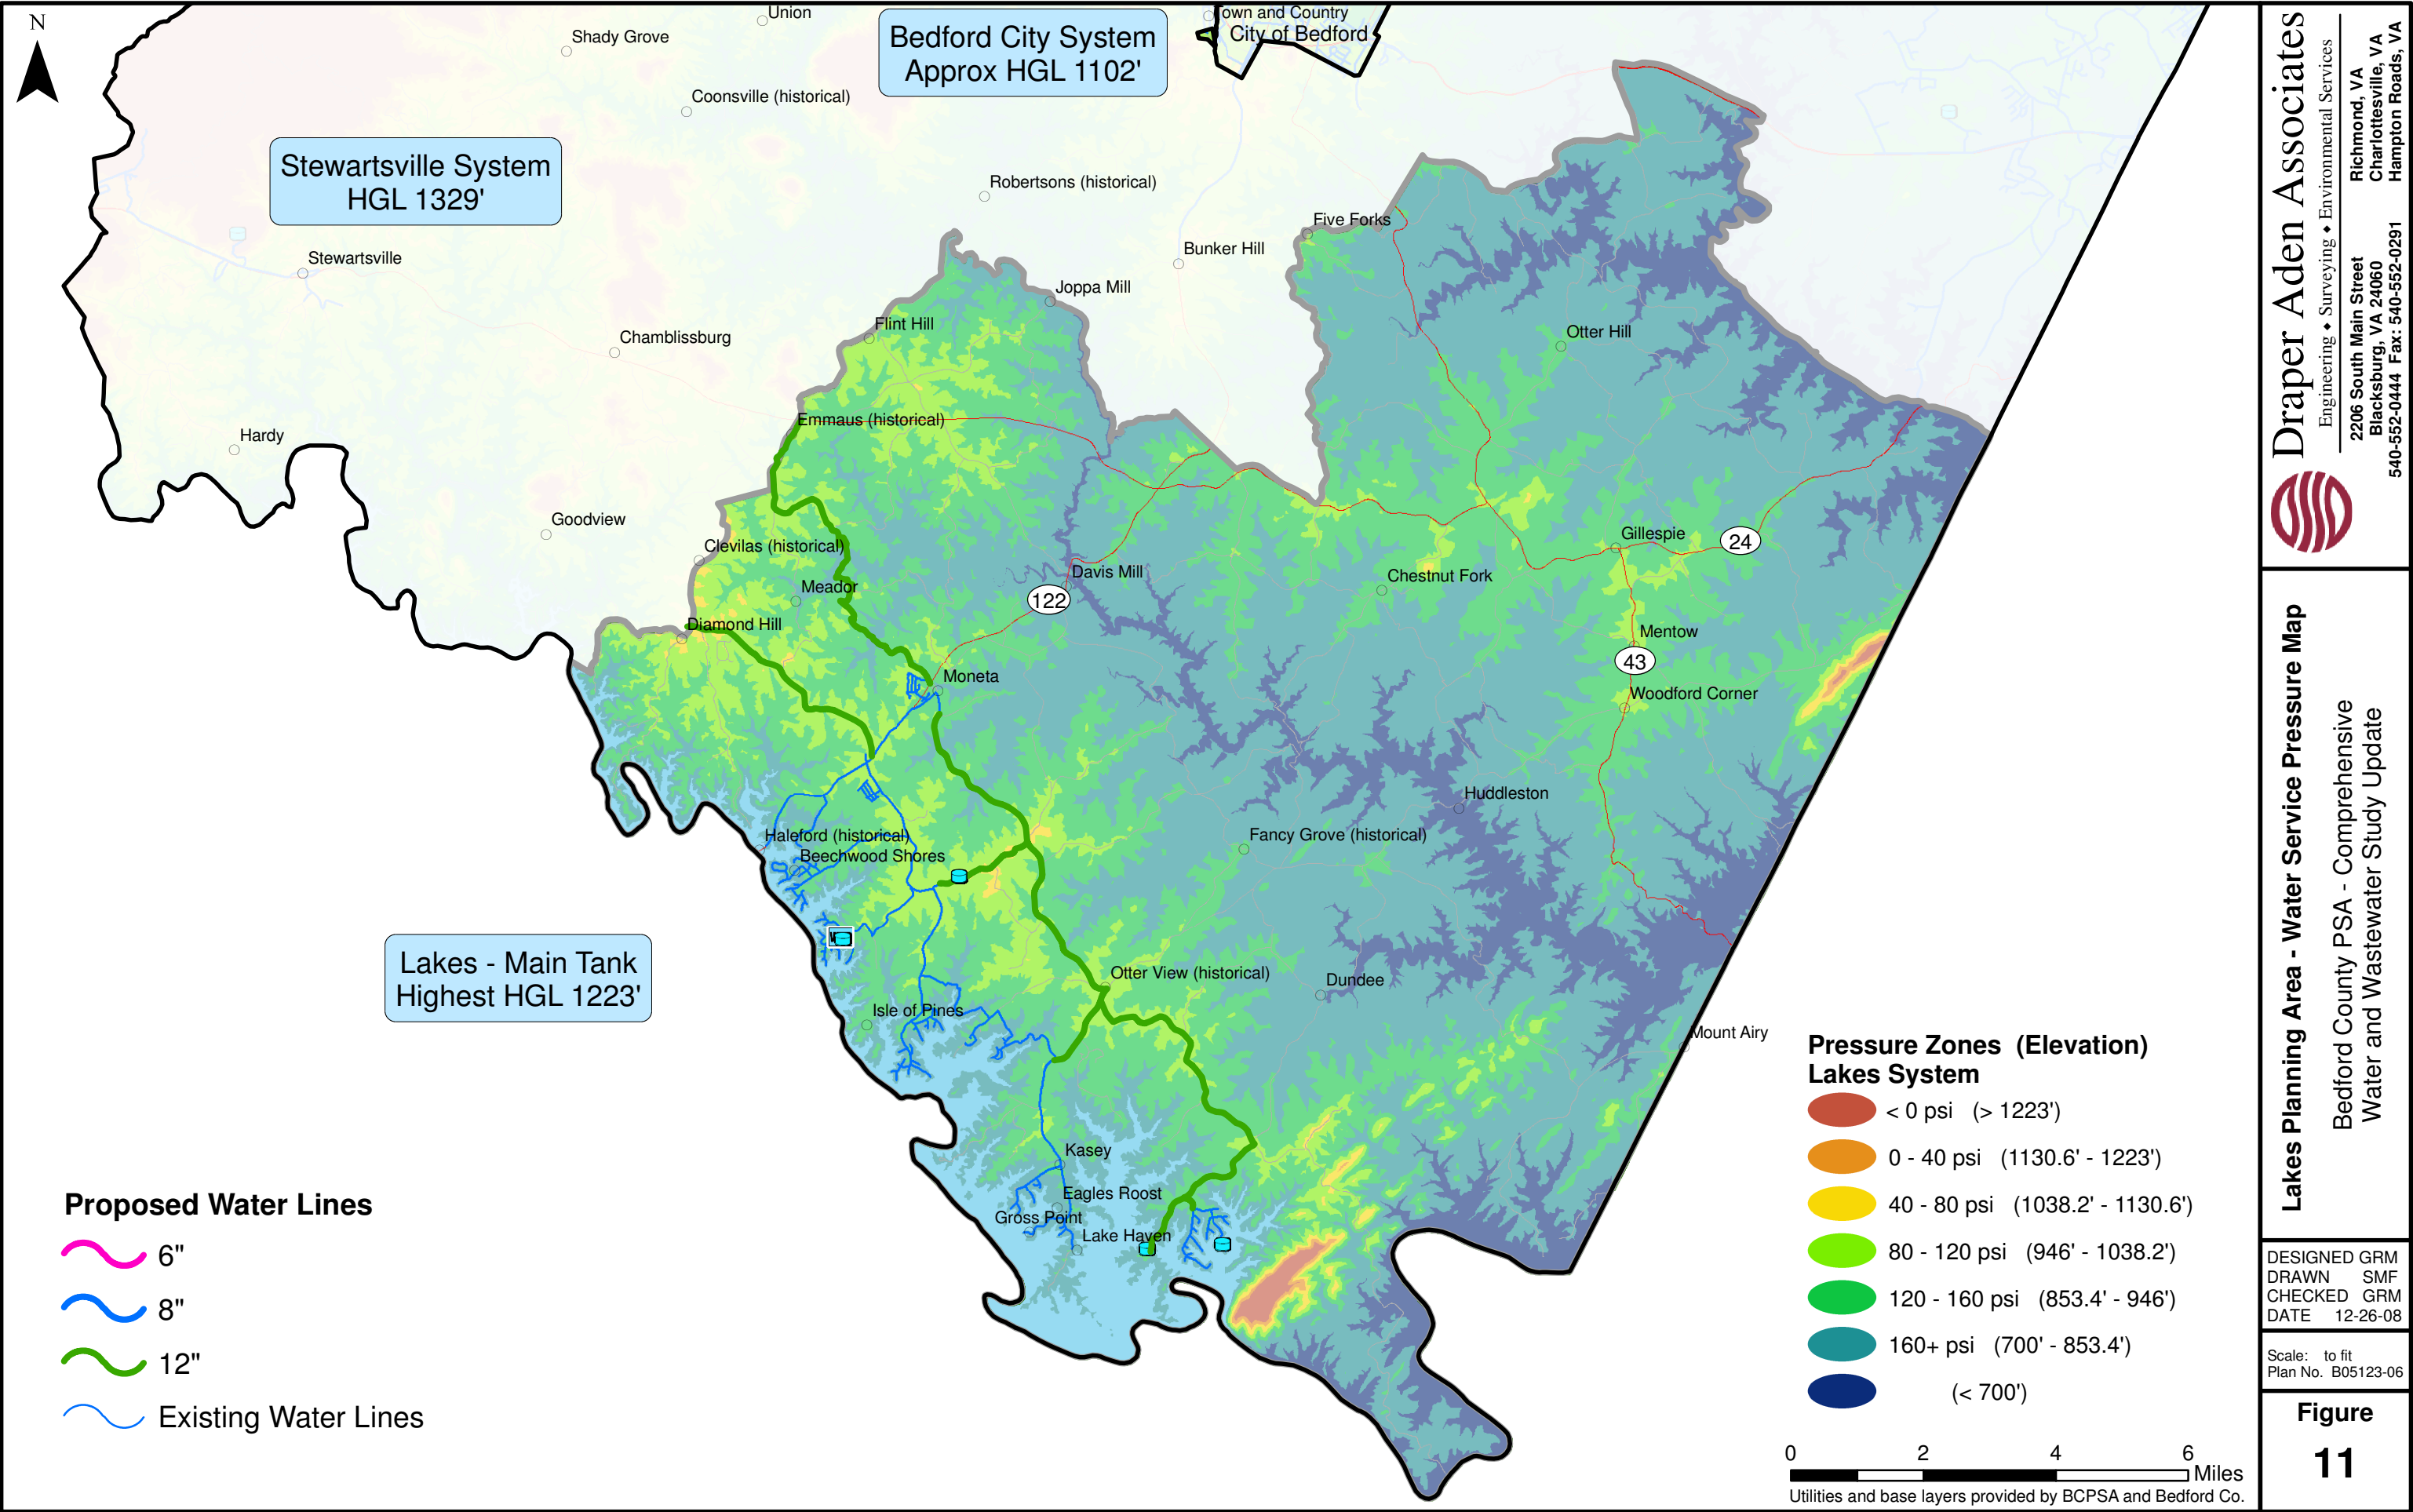 N
Union
Shady Grove
Bedford City System
Approx HGL 1102'
Town and Country
City of Bedford
Coonsville (historical)
Stewartsville System
HGL 1329'
Robertsons (historical)
Five Forks
Bunker Hill
Stewartsville
Joppa Mill
Flint Hill
Otter Hill
Chamblissburg
Emmaus (historical)
Hardy
Goodview
Gillespie
24
Clevilas (historical)
Davis Mill
Chestnut Fork
Meador
122
Diamond Hill
Mentow
43
Moneta
Woodford Corner
Huddleston
Haleford (historical)
Fancy Grove (historical)
Beechwood Shores
Lakes - Main Tank
Highest HGL 1223'
Otter View (historical)
Dundee
Isle of Pines
Mount Airy
Kasey
Eagles Roost
Gross Point
Lake Haven
Proposed Water Lines
6"
8"
12"
Existing Water Lines
Pressure Zones (Elevation)
Lakes System
< 0 psi (> 1223')
0 - 40 psi (1130.6' - 1223')
40 - 80 psi (1038.2' - 1130.6')
80 - 120 psi (946' - 1038.2')
120 - 160 psi (853.4' - 946')
160+ psi (700' - 853.4')
(< 700')
0 2 4 6
Miles
Utilities and base layers provided by BCPSA and Bedford Co.
Draper Aden Associates
Engineering ♦ Surveying ♦ Environmental Services
2206 South Main Street
Blacksburg, VA 24060
540-552-0444 Fax: 540-552-0291
Richmond, VA
Charlottesville, VA
Hampton Roads, VA
Lakes Planning Area - Water Service Pressure Map
Bedford County PSA - Comprehensive
Water and Wastewater Study Update
DESIGNED GRM
DRAWN SMF
CHECKED GRM
DATE 12-26-08
Scale: to fit
Plan No. B05123-06
Figure
11